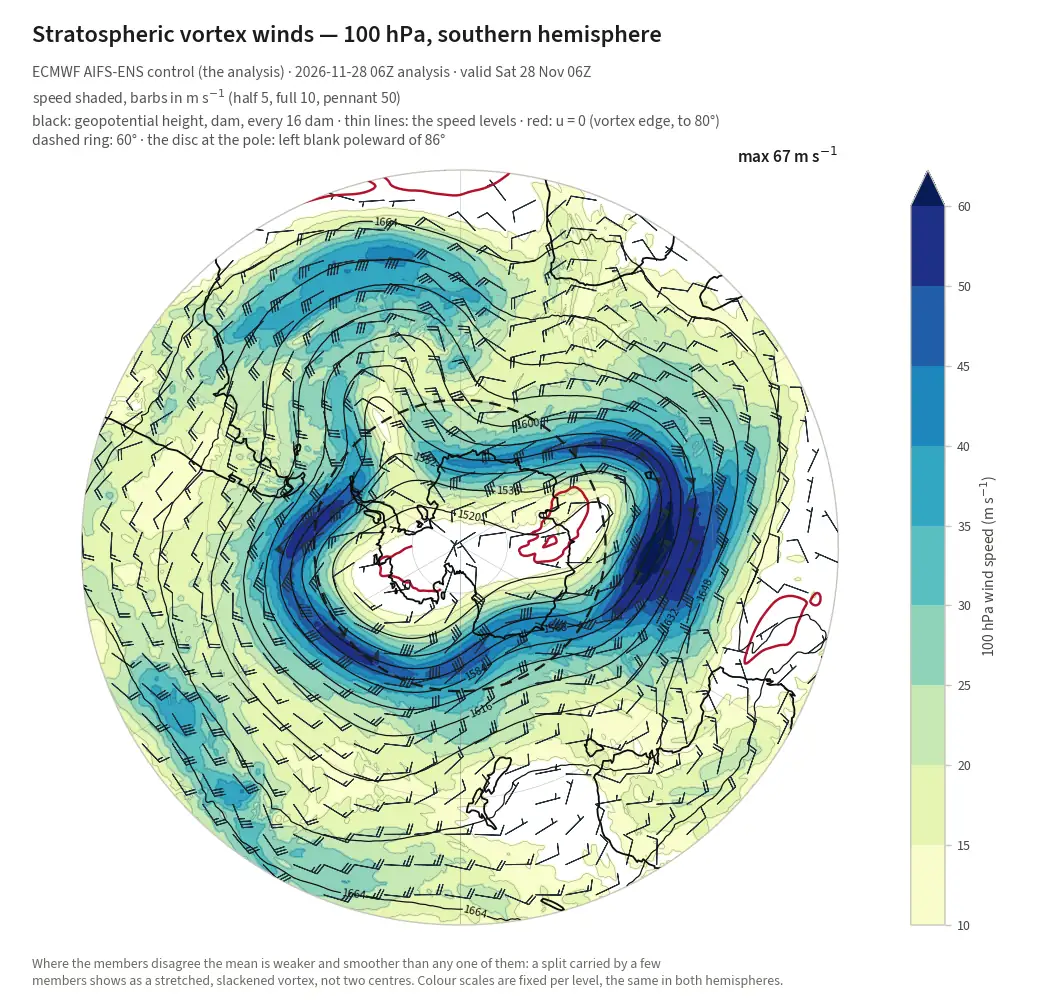 Stratospheric vortex winds — 100 hPa, southern hemisphere
ECMWF AIFS-ENS control (the analysis) · 2026-11-28 06Z analysis · valid Sat 28 Nov 06Z
speed shaded, barbs in m s⁻¹ (half 5, full 10, pennant 50)
black: geopotential height, dam, every 16 dam · thin lines: the speed levels · red: u = 0 (vortex edge, to 80°)
dashed ring: 60° · the disc at the pole: left blank poleward of 86°
max 67 m s⁻¹
60
50
45
40
35
30
25
20
15
10
100 hPa wind speed (m s⁻¹)
1664
1600
1520
1648
1632
1584
1616
1664
1664
Where the members disagree the mean is weaker and smoother than any one of them: a split carried by a few
members shows as a stretched, slackened vortex, not two centres. Colour scales are fixed per level, the same in both hemispheres.